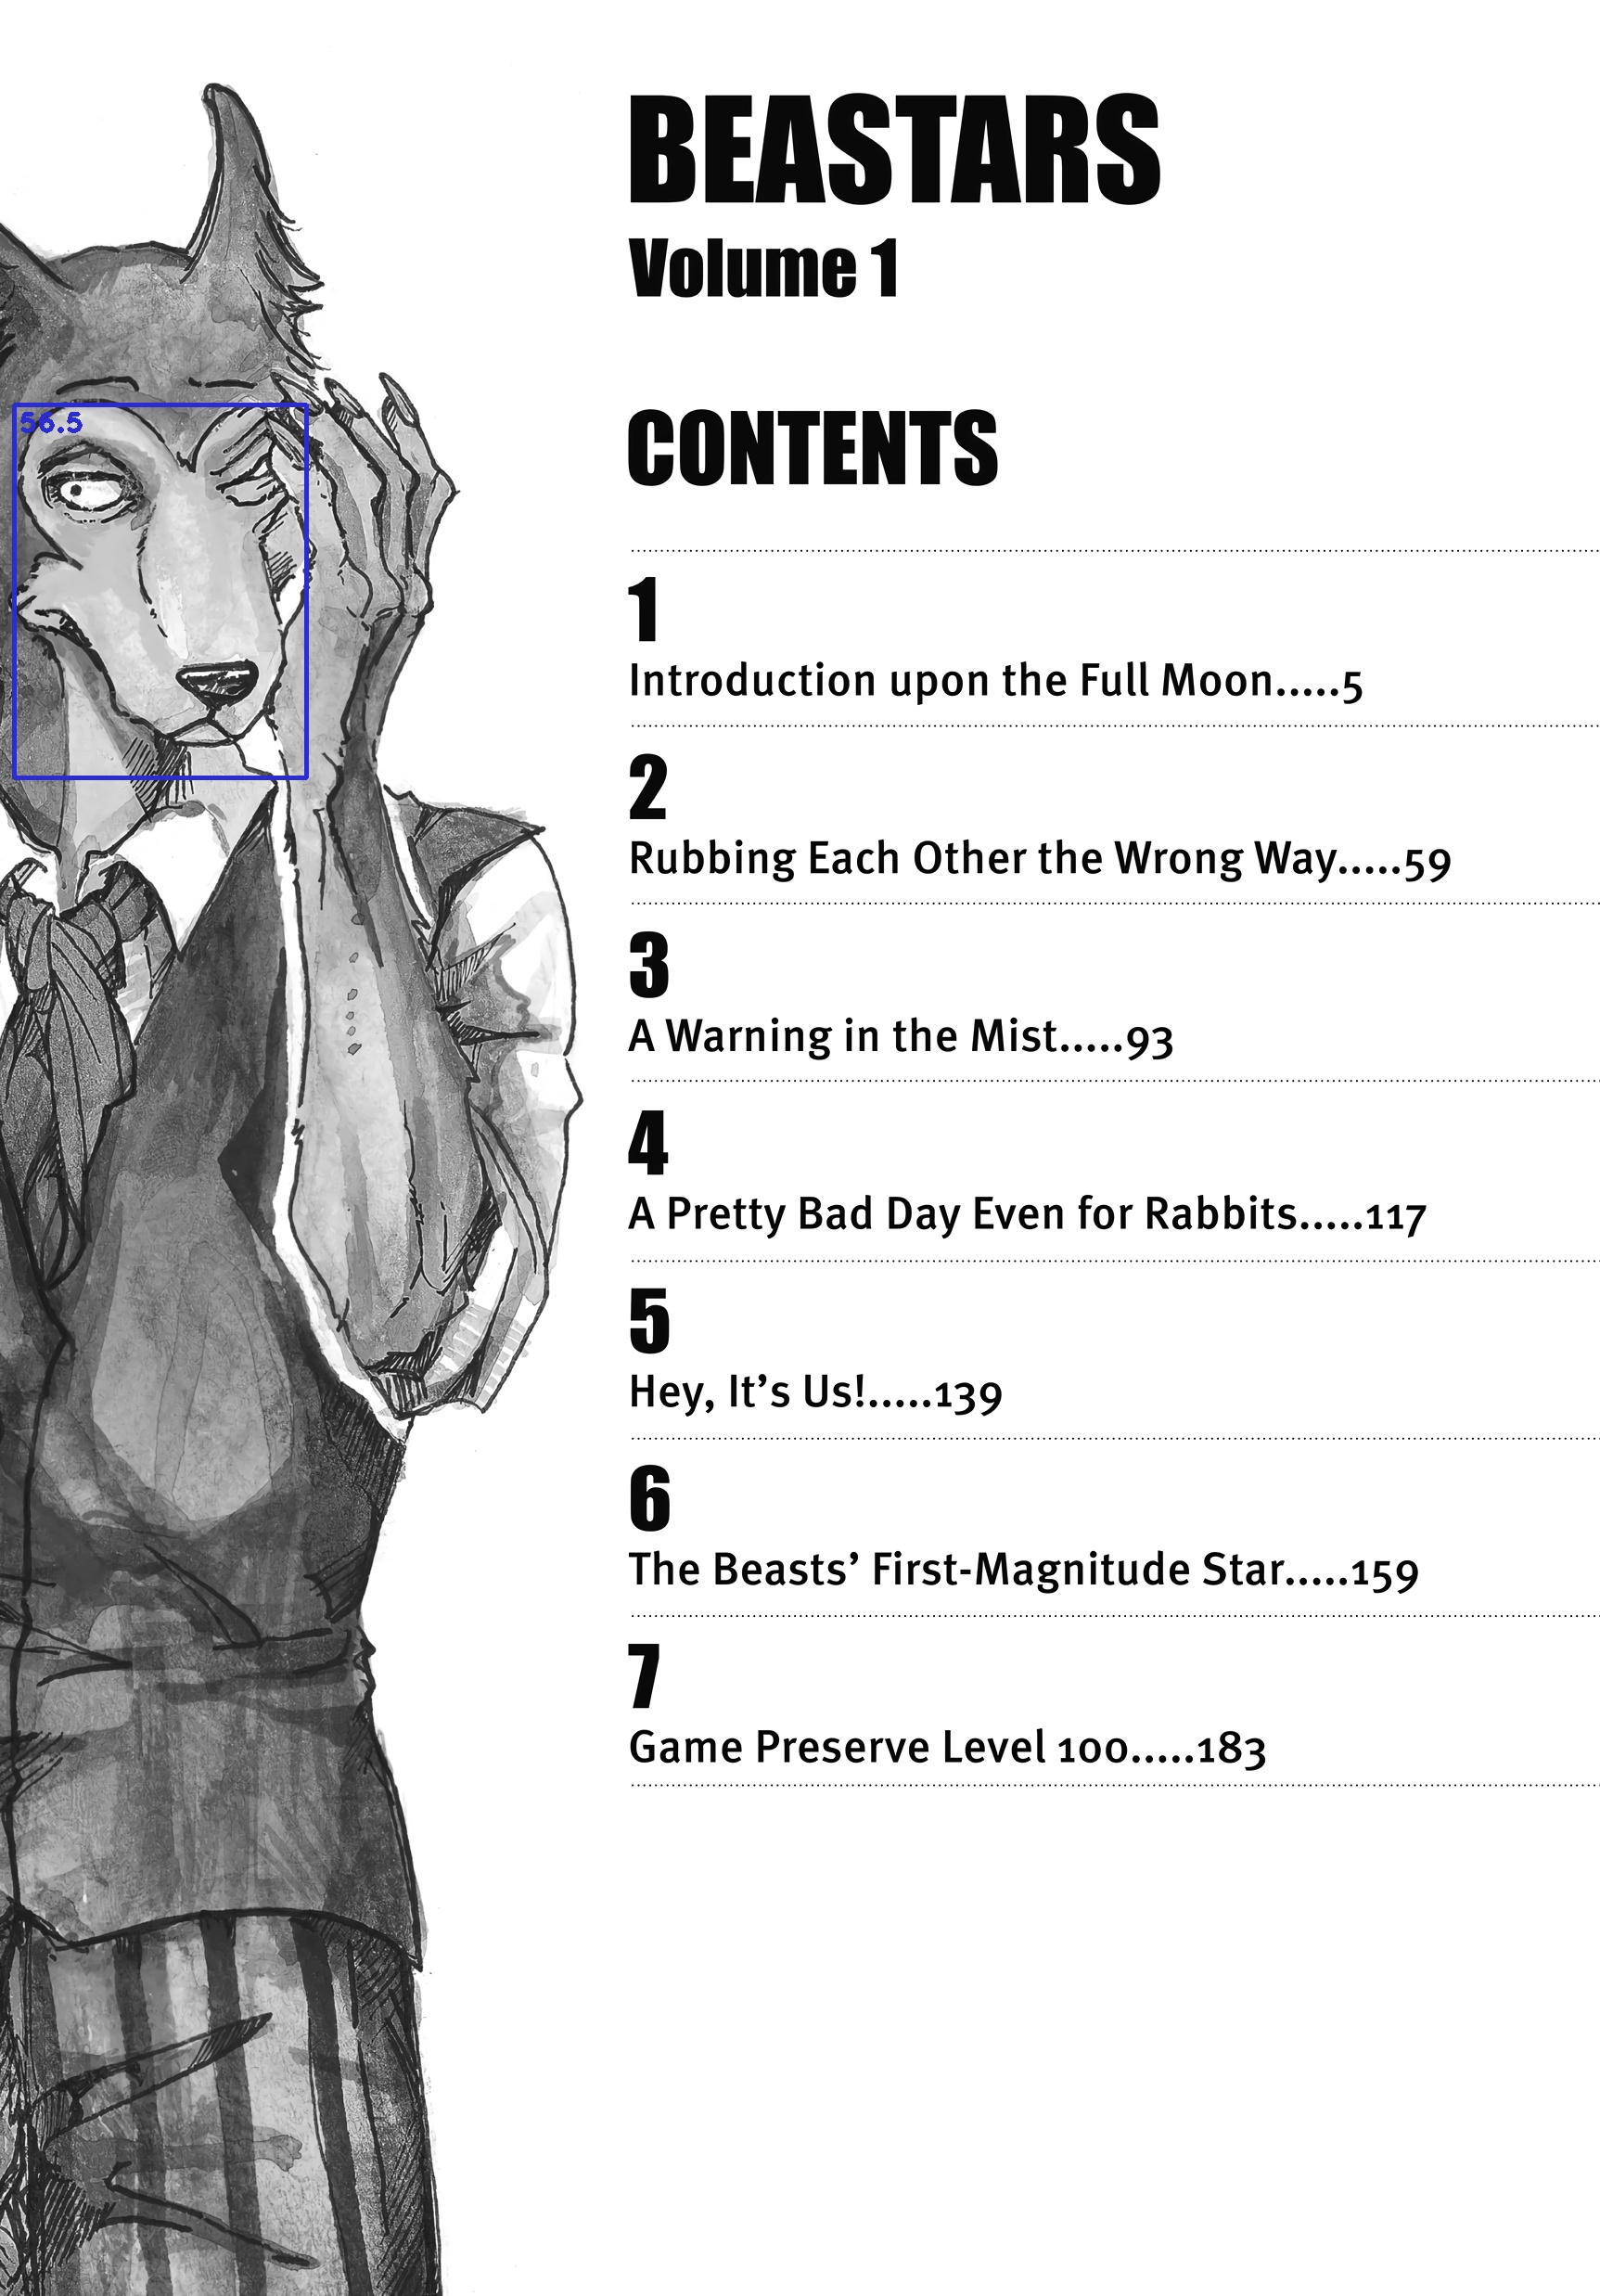 BEASTARS
Volume 1
56.5
CONTENTS
1
Introduction upon the Full Moon.....5
2
Rubbing Each Other the Wrong Way.....59
3
A Warning in the Mist.....93
4
A Pretty Bad Day Even for Rabbits.....117
5
Hey, It’s Us!.....139
6
The Beasts’ First-Magnitude Star.....159
7
Game Preserve Level 100.....183